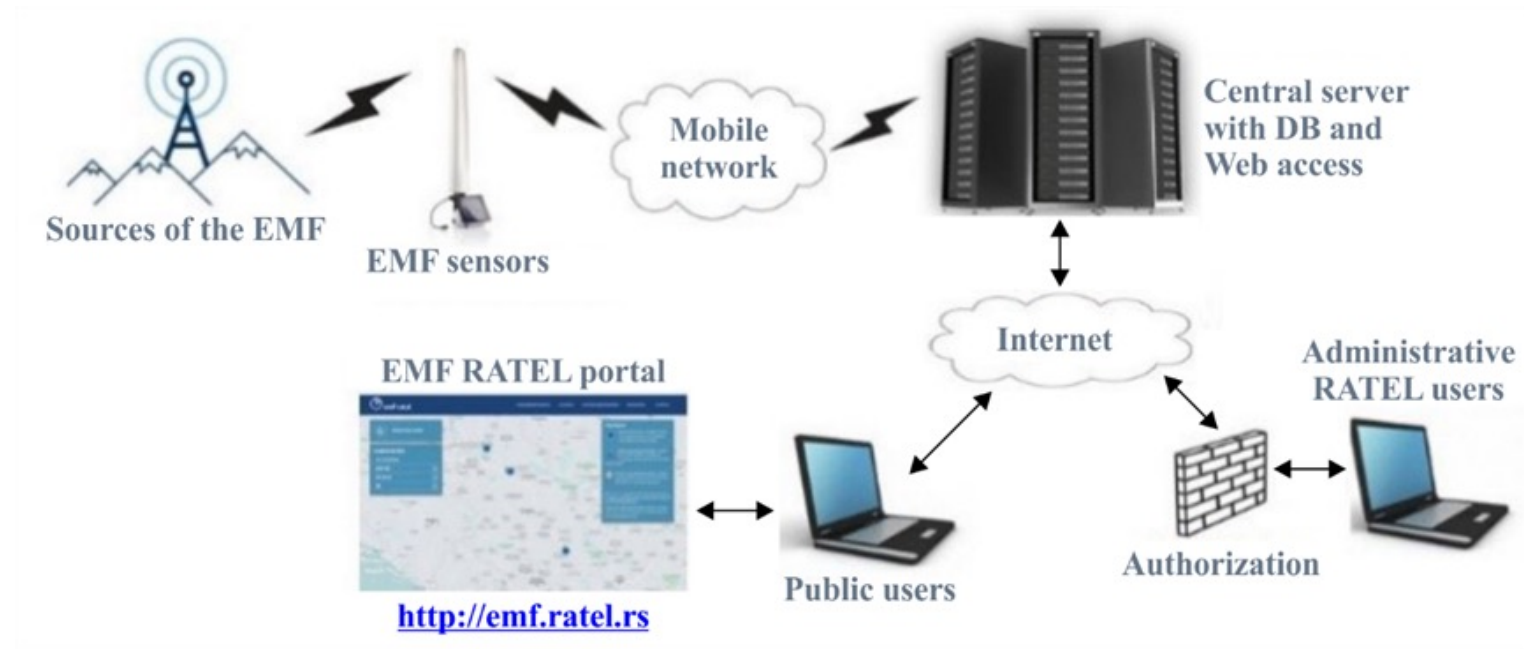 Sources of the EMF
EMF sensors
Mobile
network
Central server
with DB and
Web access
Internet
EMF RATEL portal
http://emf.ratel.rs
Public users
Authorization
Administrative
RATEL users